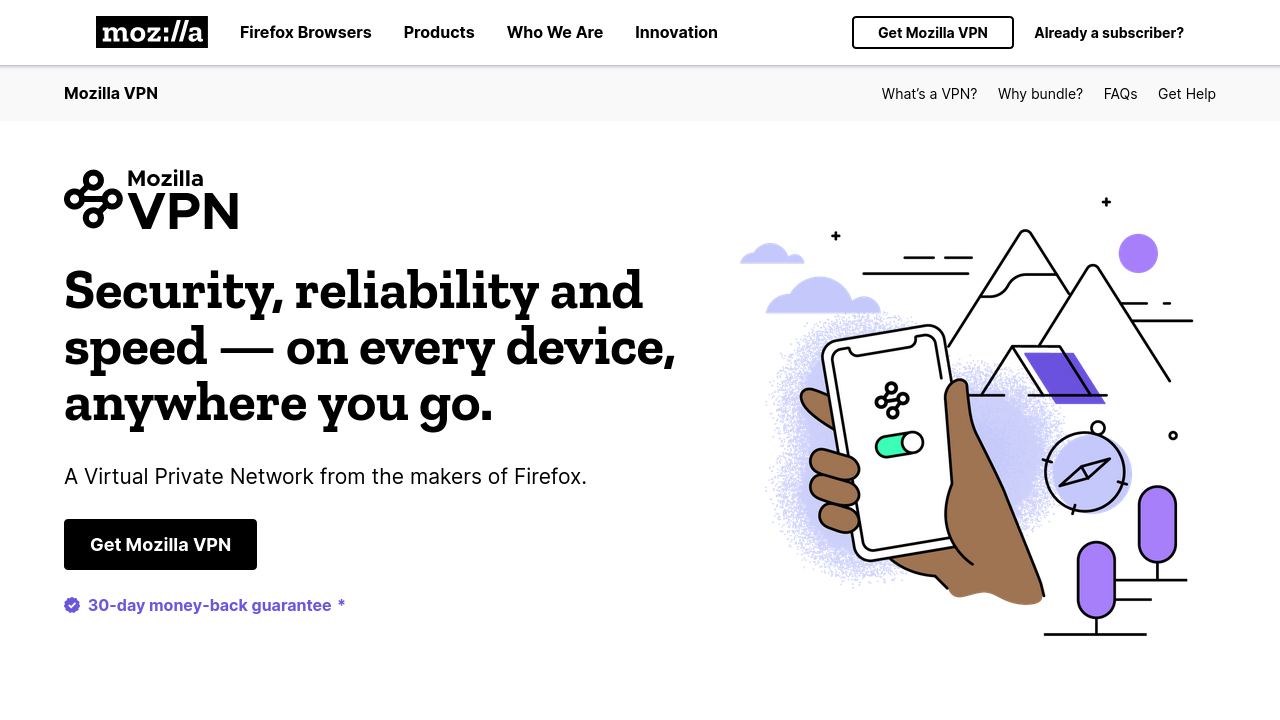 moz://a
Firefox Browsers
Products
Who We Are
Innovation
Get Mozilla VPN
Already a subscriber?
Mozilla VPN
What's a VPN?
Why bundle?
FAQs
Get Help
Mozilla
VPN
Security, reliability and
speed — on every device,
anywhere you go.
A Virtual Private Network from the makers of Firefox.
Get Mozilla VPN
30-day money-back guarantee *